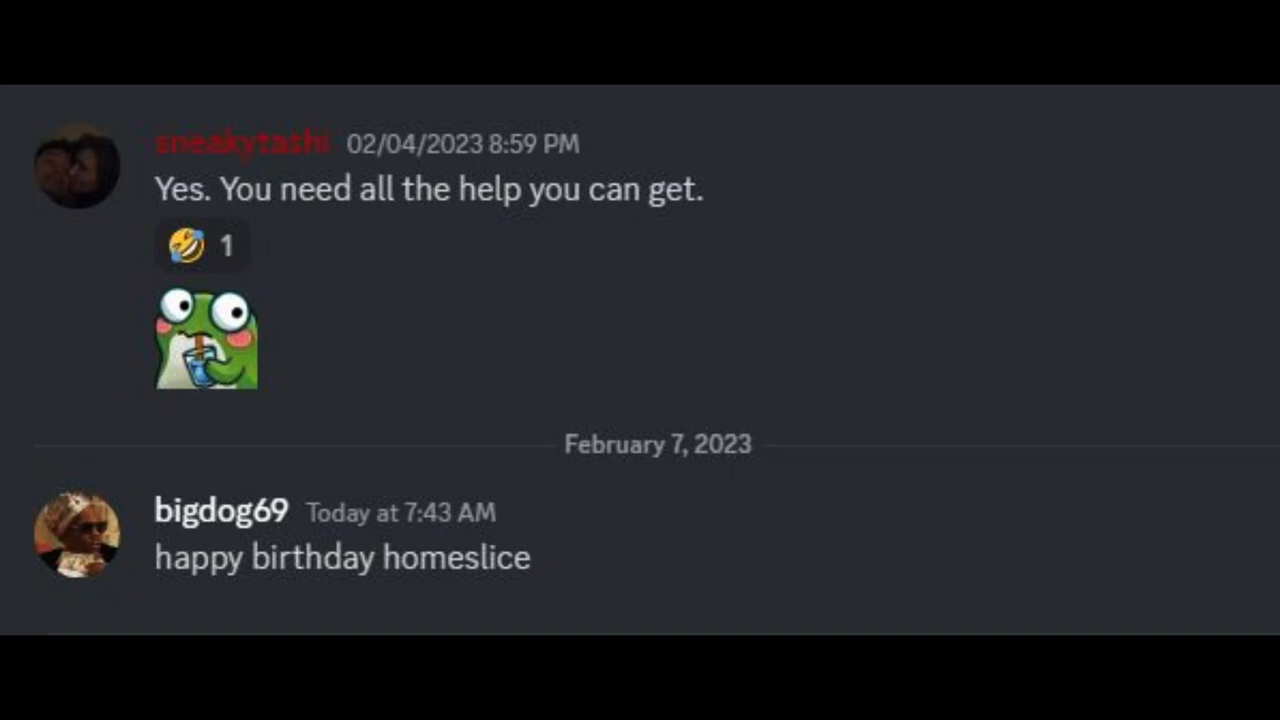 sneakytashi 02/04/2023 8:59 PM
Yes. You need all the help you can get.
🤣 1
February 7, 2023
bigdog69 Today at 7:43 AM
happy birthday homeslice